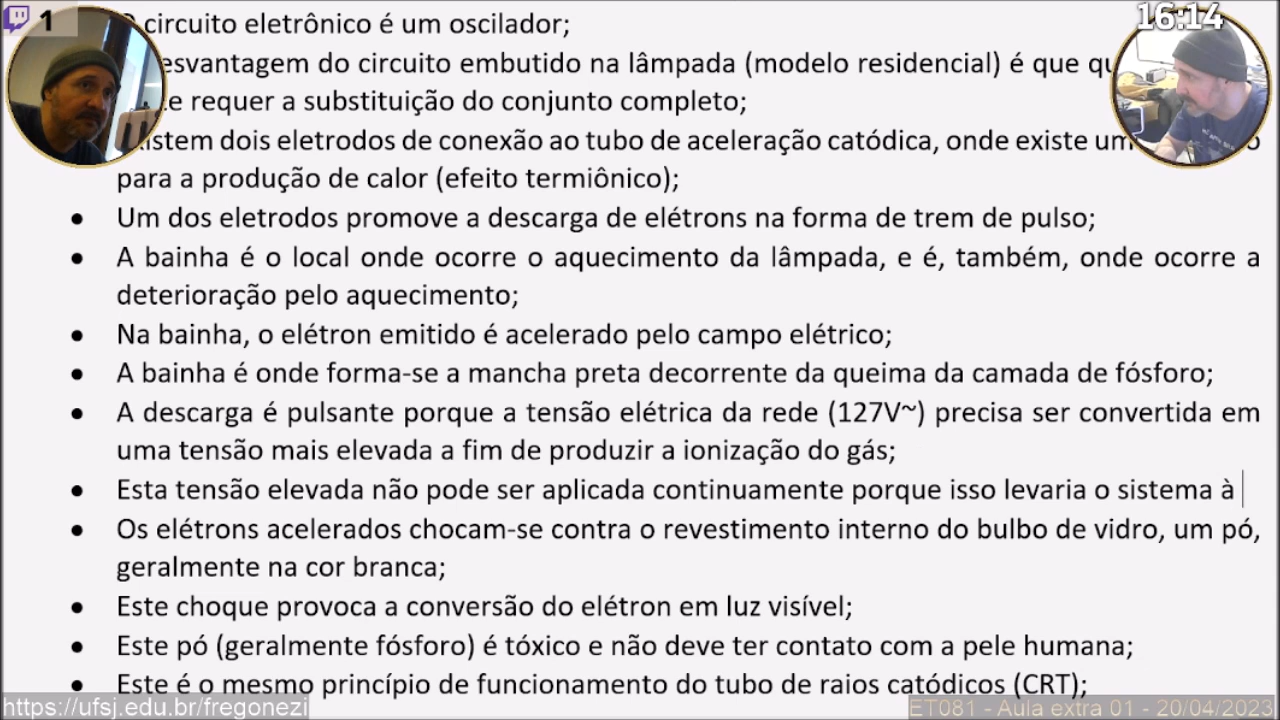 1
16:14
circuito eletrônico é um oscilador;
esvantagem do circuito embutido na lâmpada (modelo residencial) é que
requer a substituição do conjunto completo;
istem dois eletrodos de conexão ao tubo de aceleração catódica, onde existe um
para a produção de calor (efeito termiônico);
• Um dos eletrodos promove a descarga de elétrons na forma de trem de pulso;
• A bainha é o local onde ocorre o aquecimento da lâmpada, e é, também, onde ocorre a
deterioração pelo aquecimento;
• Na bainha, o elétron emitido é acelerado pelo campo elétrico;
• A bainha é onde forma-se a mancha preta decorrente da queima da camada de fósforo;
• A descarga é pulsante porque a tensão elétrica da rede (127V~) precisa ser convertida em
uma tensão mais elevada a fim de produzir a ionização do gás;
• Esta tensão elevada não pode ser aplicada continuamente porque isso levaria o sistema à
• Os elétrons acelerados chocam-se contra o revestimento interno do bulbo de vidro, um pó,
geralmente na cor branca;
• Este choque provoca a conversão do elétron em luz visível;
• Este pó (geralmente fósforo) é tóxico e não deve ter contato com a pele humana;
• Este é o mesmo princípio de funcionamento do tubo de raios catódicos (CRT);
https://ufsj.edu.br/fregonezi
ET081 - Aula extra 01 - 20/04/2023